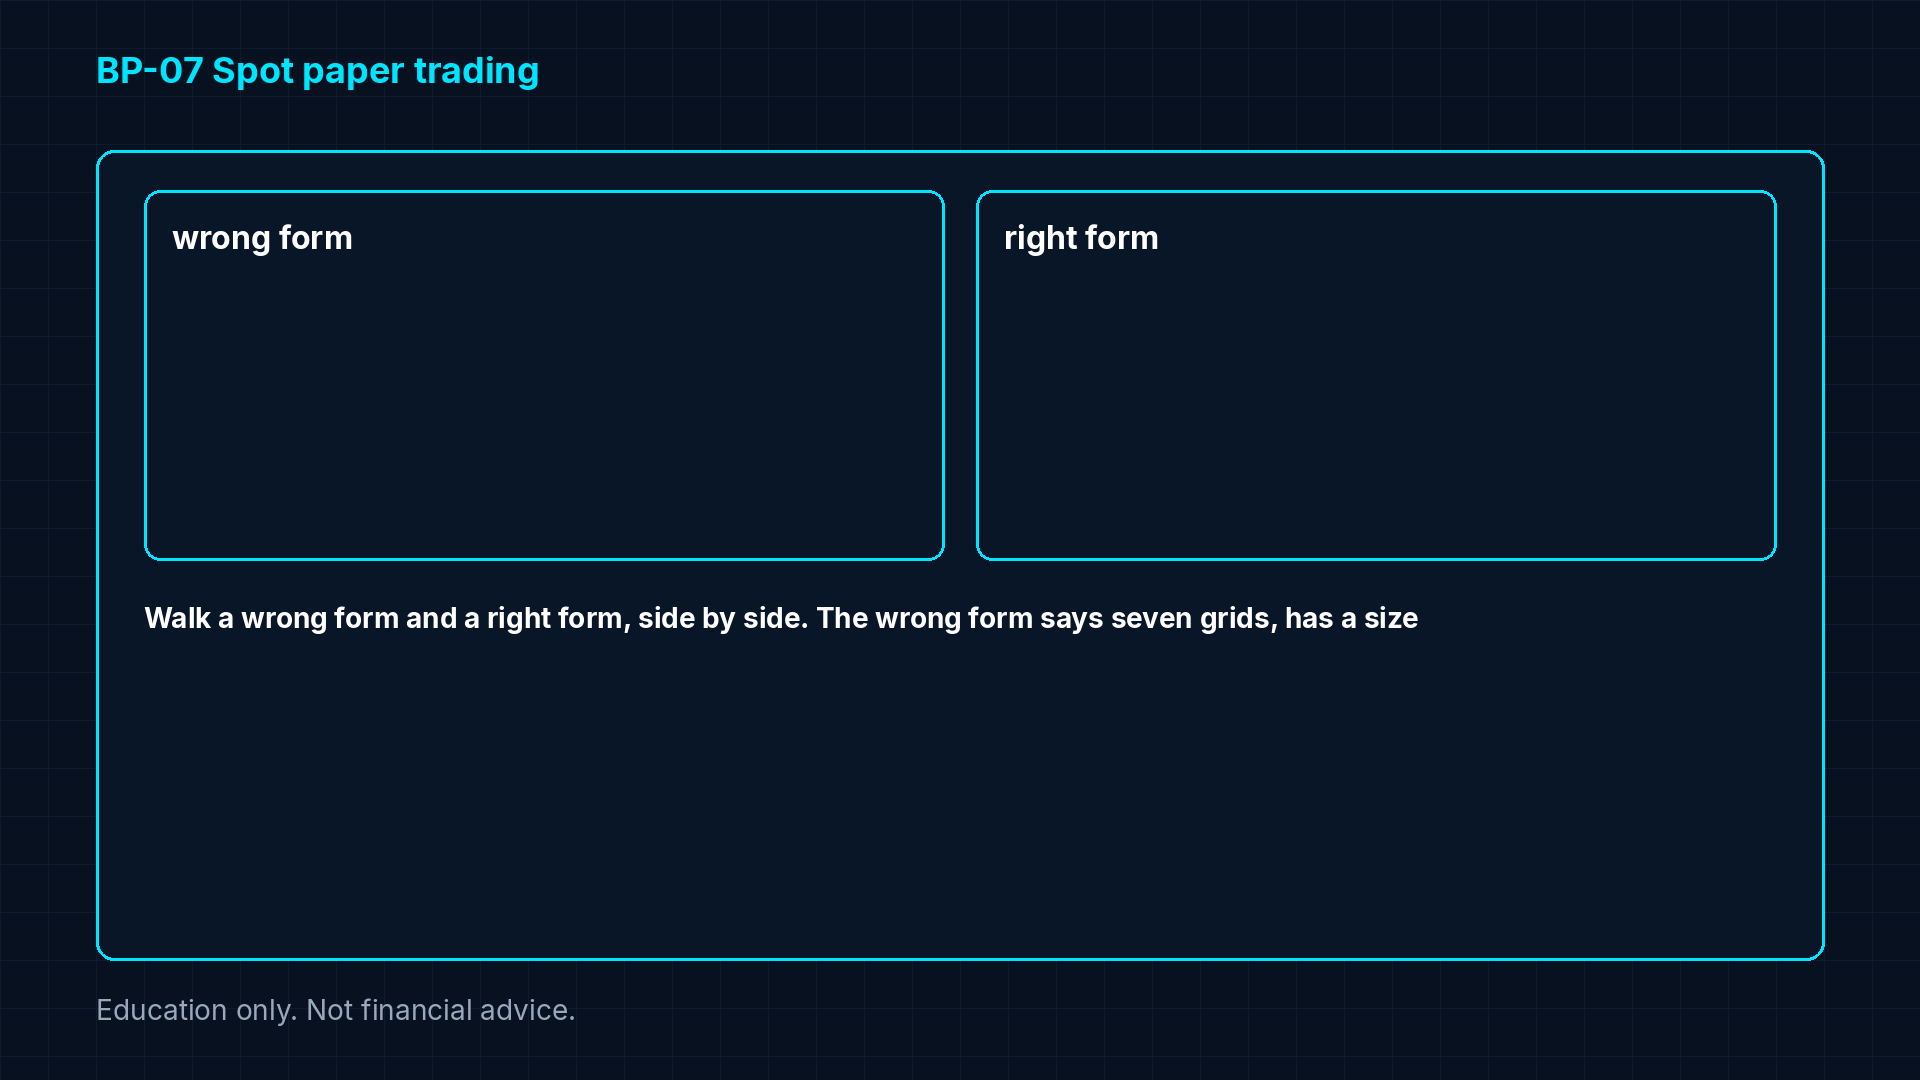 BP-07 Spot paper trading
wrong form
right form
Walk a wrong form and a right form, side by side. The wrong form says seven grids, has a size
Education only. Not financial advice.